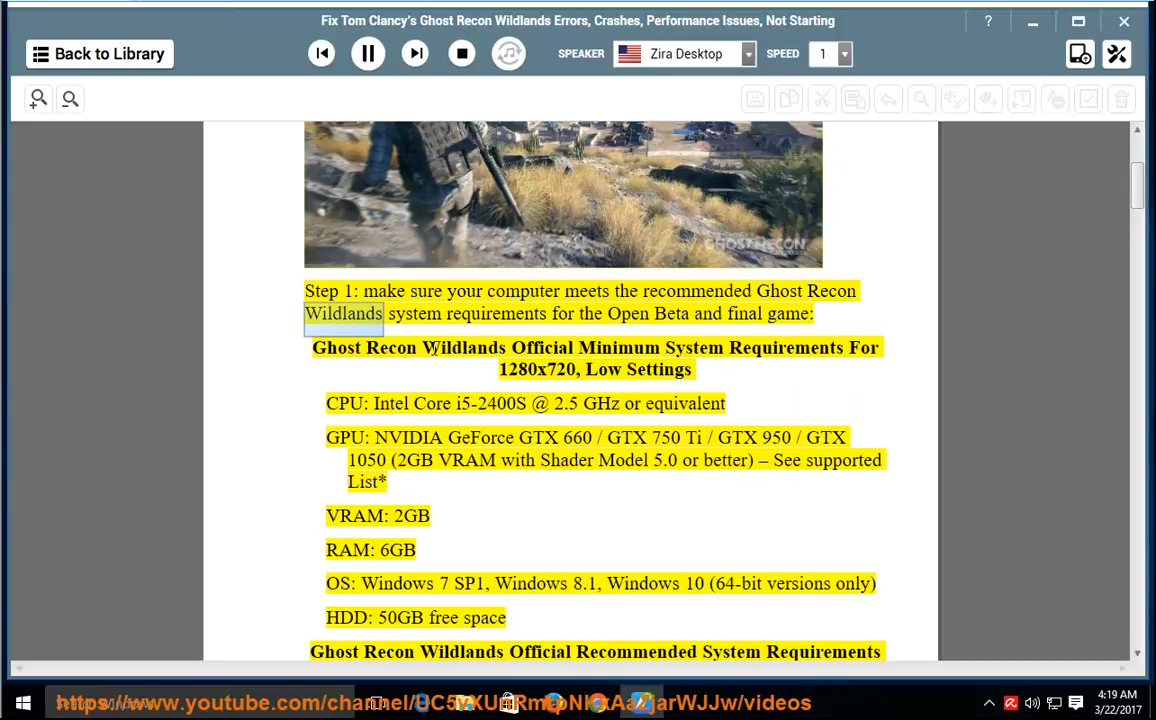 Fix Tom Clancy's Ghost Recon Wildlands Errors, Crashes, Performance Issues, Not Starting
Back to Library
SPEAKER
Zira Desktop
SPEED
1
GHOST RECON
Step 1: make sure your computer meets the recommended Ghost Recon
Wildlands system requirements for the Open Beta and final game:
Ghost Recon Wildlands Official Minimum System Requirements For
1280x720, Low Settings
CPU: Intel Core i5-2400S @ 2.5 GHz or equivalent
GPU: NVIDIA GeForce GTX 660 / GTX 750 Ti / GTX 950 / GTX
1050 (2GB VRAM with Shader Model 5.0 or better) – See supported
List*
VRAM: 2GB
RAM: 6GB
OS: Windows 7 SP1, Windows 8.1, Windows 10 (64-bit versions only)
HDD: 50GB free space
Ghost Recon Wildlands Official Recommended System Requirements
4:19 AM
3/22/2017